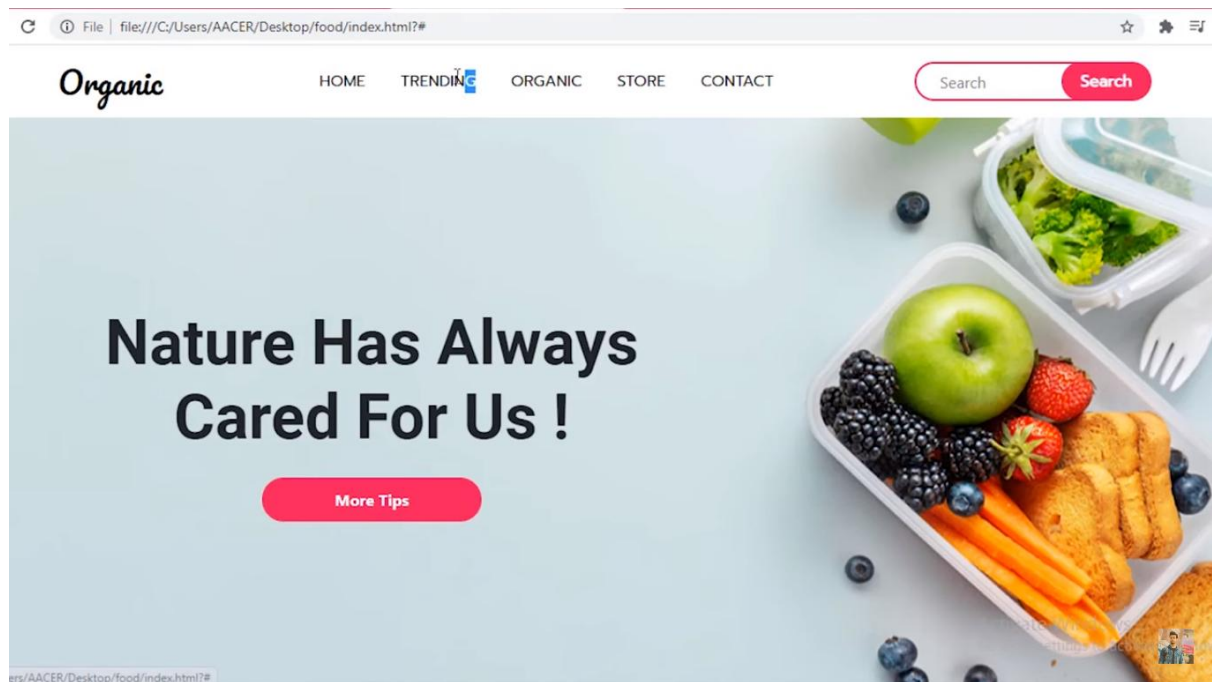 File | file:///C:/Users/AACER/Desktop/food/index.html?#
Organic HOME TRENDING ORGANIC STORE CONTACT Search Search
Nature Has Always
Cared For Us !
More Tips
ers/AACER/Desktop/food/index.html?#